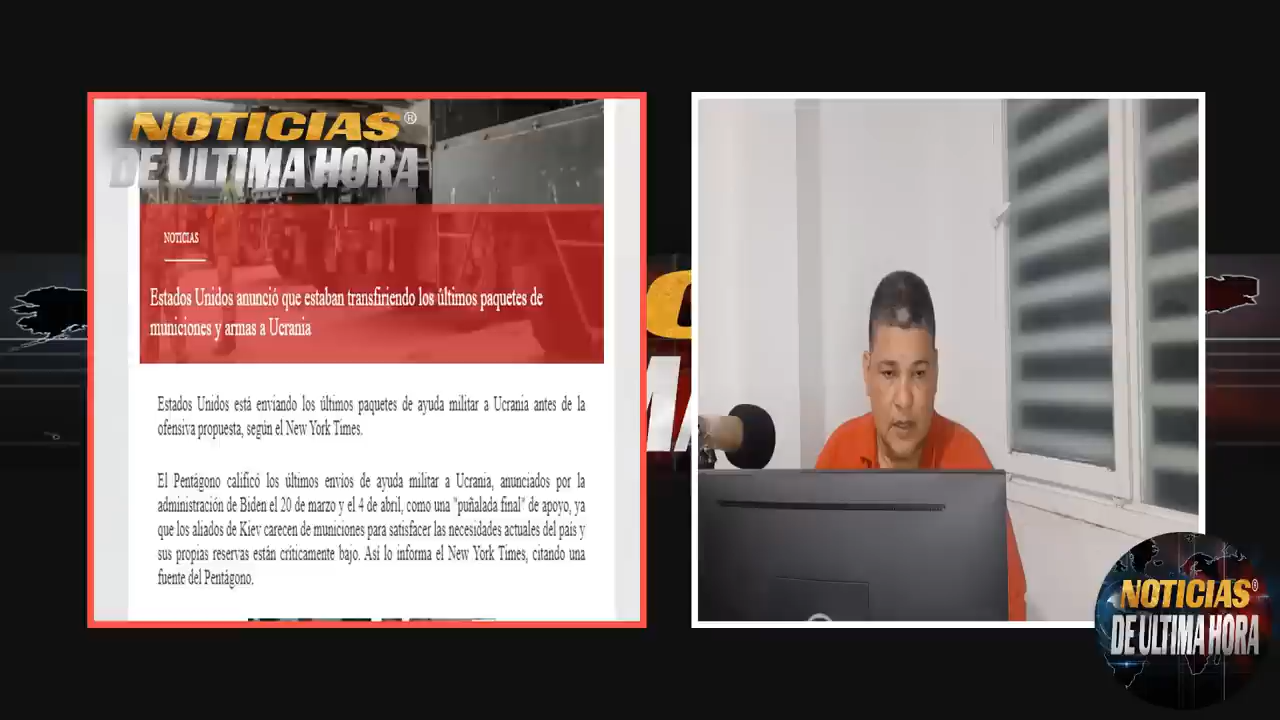 NOTICIAS®
DE ULTIMA HORA
NOTICIAS
Estados Unidos anunció que estaban transfiriendo los últimos paquetes de
municiones y armas a Ucrania
Estados Unidos está enviando los últimos paquetes de ayuda militar a Ucrania antes de la
ofensiva propuesta, según el New York Times.
El Pentágono calificó los últimos envíos de ayuda militar a Ucrania, anunciados por la
administración de Biden el 20 de marzo y el 4 de abril, como una "puñalada final" de apoyo, ya
que los aliados de Kiev carecen de municiones para satisfacer las necesidades actuales del país y
sus propias reservas están críticamente bajo. Así lo informa el New York Times, citando una
fuente del Pentágono.
NOTICIAS®
DE ULTIMA HORA